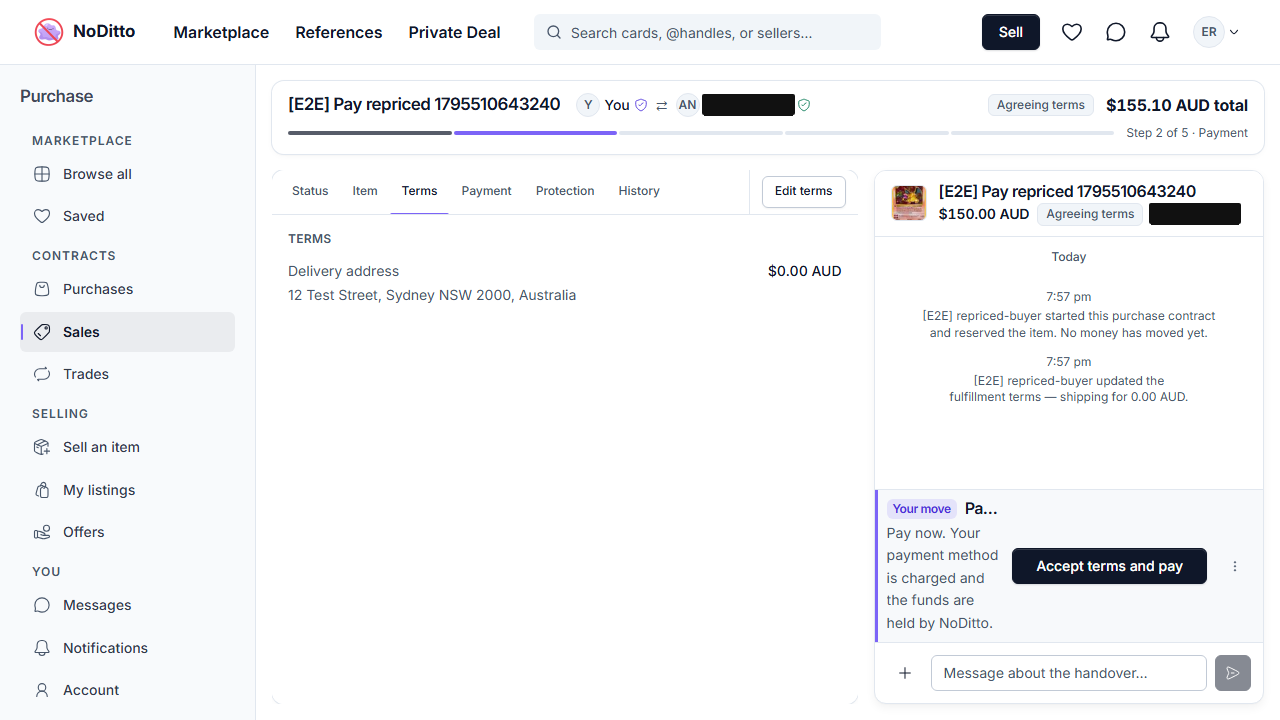 NoDitto
Marketplace
References
Private Deal
Search cards, @handles, or sellers...
Sell
ER
Purchase
MARKETPLACE
Browse all
Saved
CONTRACTS
Purchases
Sales
Trades
SELLING
Sell an item
My listings
Offers
YOU
Messages
Notifications
Account
[E2E] Pay repriced 1795510643240
Y You
AN
Agreeing terms
$155.10 AUD total
Step 2 of 5 · Payment
Status
Item
Terms
Payment
Protection
History
Edit terms
TERMS
Delivery address
$0.00 AUD
12 Test Street, Sydney NSW 2000, Australia
[E2E] Pay repriced 1795510643240
$150.00 AUD
Agreeing terms
Today
7:57 pm
[E2E] repriced-buyer started this purchase contract
and reserved the item. No money has moved yet.
7:57 pm
[E2E] repriced-buyer updated the
fulfillment terms — shipping for 0.00 AUD.
Your move
Pa...
Pay now. Your
payment method
is charged and
the funds are
held by NoDitto.
Accept terms and pay
Message about the handover...